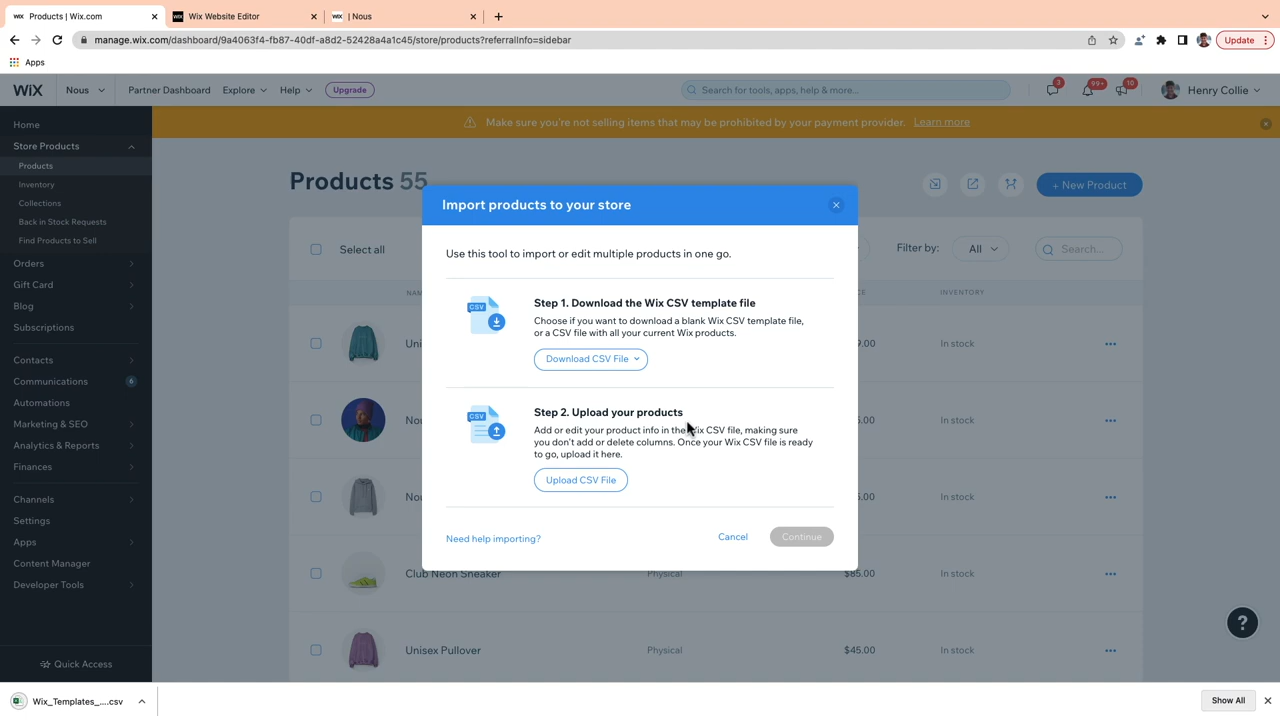 WIX Products | Wix.com
WIX Wix Website Editor
WIX | Nous
manage.wix.com/dashboard/9a4063f4-fb87-40df-a8d2-52428a4a1c45/store/products?referralInfo=sidebar
Update
Apps
WIX
Nous
Partner Dashboard
Explore
Help
Upgrade
Search for tools, apps, help & more...
3
99+
10
Henry Collie
Make sure you're not selling items that may be prohibited by your payment provider. Learn more
Home
Store Products
Products
Inventory
Collections
Back in Stock Requests
Find Products to Sell
Orders
Gift Card
Blog
Subscriptions
Contacts
Communications 6
Automations
Marketing & SEO
Analytics & Reports
Finances
Channels
Settings
Apps
Content Manager
Developer Tools
Quick Access
Products 55
+ New Product
Select all
Filter by:
All
Search...
INVENTORY
In stock
In stock
In stock
Club Neon Sneaker Physical $85.00 In stock
Unisex Pullover Physical $45.00 In stock
Import products to your store
Use this tool to import or edit multiple products in one go.
CSV
Step 1. Download the Wix CSV template file
Choose if you want to download a blank Wix CSV template file,
or a CSV file with all your current Wix products.
Download CSV File
CSV
Step 2. Upload your products
Add or edit your product info in the Wix CSV file, making sure
you don't add or delete columns. Once your Wix CSV file is ready
to go, upload it here.
Upload CSV File
Need help importing?
Cancel
Continue
?
Wix_Templates_....csv
Show All